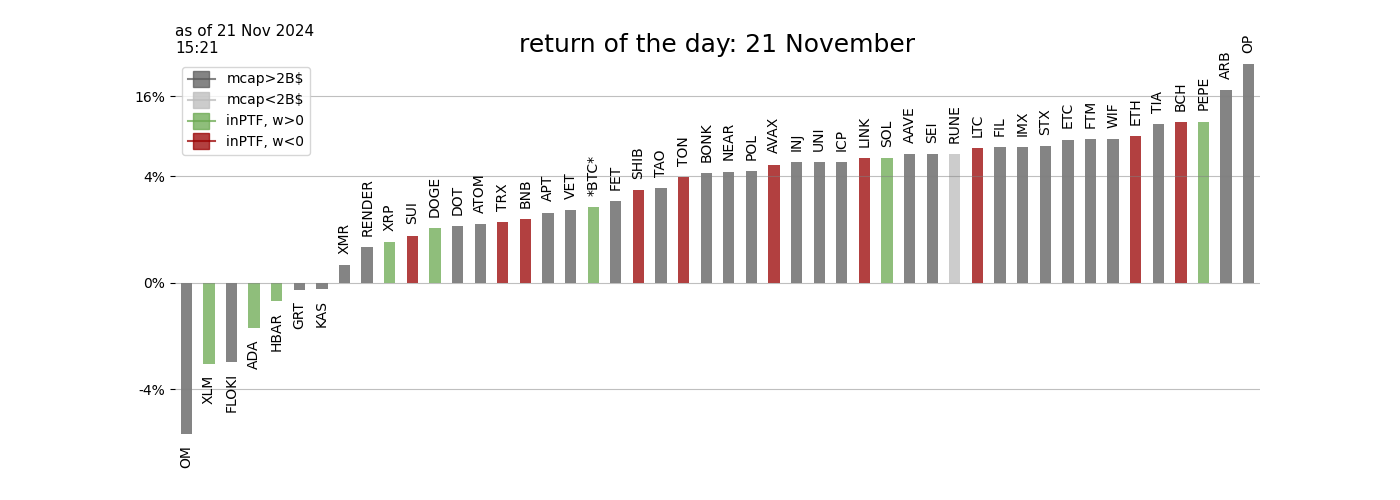 as of 21 Nov 2024
15:21
return of the day: 21 November
mcap>2B$
mcap<2B$
inPTF, w>0
inPTF, w<0
16%
4%
0%
-4%
OM
XLM
FLOKI
ADA
HBAR
GRT
KAS
XMR
RENDER
XRP
SUI
DOGE
DOT
ATOM
TRX
BNB
APT
VET
*BTC*
FET
SHIB
TAO
TON
BONK
NEAR
POL
AVAX
INJ
UNI
ICP
LINK
SOL
AAVE
SEI
RUNE
LTC
FIL
IMX
STX
ETC
FTM
WIF
ETH
TIA
BCH
PEPE
ARB
OP